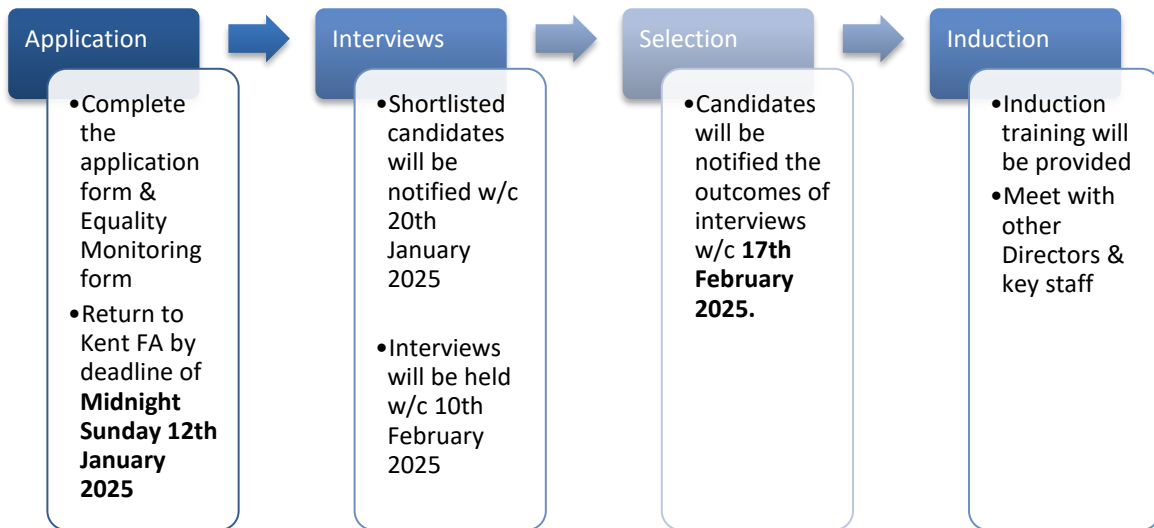 Application
•Complete
the
application
form &
Equality
Monitoring
form
•Return to
Kent FA by
deadline of
Midnight
Sunday 12th
January
2025
Interviews
•Shortlisted
candidates
will be
notified w/c
20th
January
2025
•Interviews
will be held
w/c 10th
February
2025
Selection
•Candidates
will be
notified the
outcomes of
interviews
w/c 17th
February
2025.
Induction
•Induction
training will
be provided
•Meet with
other
Directors &
key staff